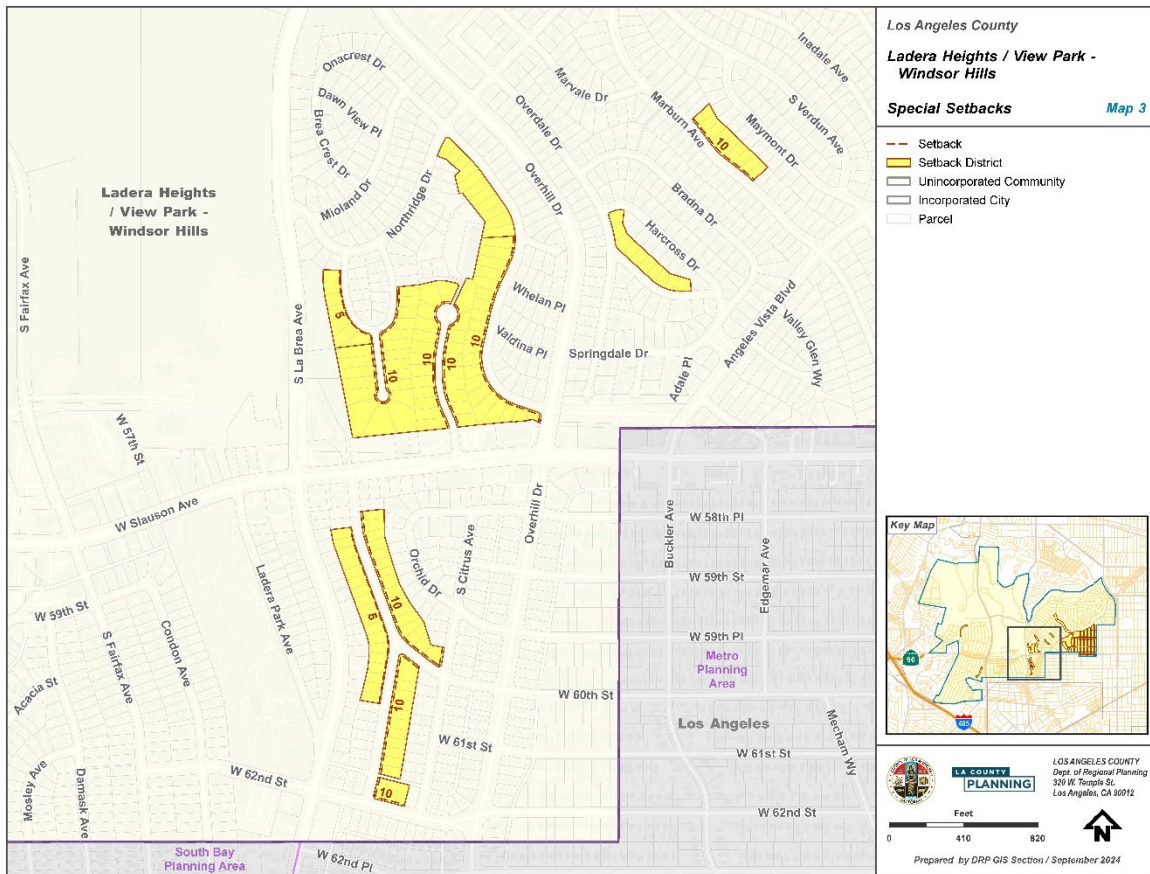 Los Angeles County
Ladera Heights / View Park -
Windsor Hills
Special Setbacks Map 3
Setback
Setback District
Unincorporated Community
Incorporated City
Parcel
Onacrest Dr
Dawn View Pl
Brea Crest Dr
Mioland Dr
Northridge Dr
Marvale Dr
Overdale Dr
Overhill Dr
Marburn Ave
Inadale Ave
S Verdun Ave
Maymont Dr
10
Bradna Dr
Harcross Dr
Ladera Heights
/ View Park -
Windsor Hills
S Fairfax Ave
S La Brea Ave
5
10
10
10
10
Whelan Pl
Valdina Pl
Springdale Dr
Adale Pl
Angeles Vista Blvd
Valley Glen Wy
W 57th St
W Slauson Ave
Overhill Dr
S Citrus Ave
Orchid Dr
5
10
10
10
Ladera Park Ave
W 59th St
S Fairfax Ave
Condon Ave
Acacia St
Mosley Ave
Damask Ave
W 62nd St
W 60th St
W 61st St
Buckler Ave
Edgemar Ave
W 58th Pl
W 59th St
W 59th Pl
Metro
Planning
Area
Los Angeles
W 61st St
Mecham Wy
W 62nd St
South Bay
Planning Area
W 62nd Pl
Key Map
90
405
LA COUNTY
PLANNING
LOS ANGELES COUNTY
Dept. of Regional Planning
320 W. Temple St.
Los Angeles, CA 90012
Feet
0 410 820
N
Prepared by DRP GIS Section / September 2024